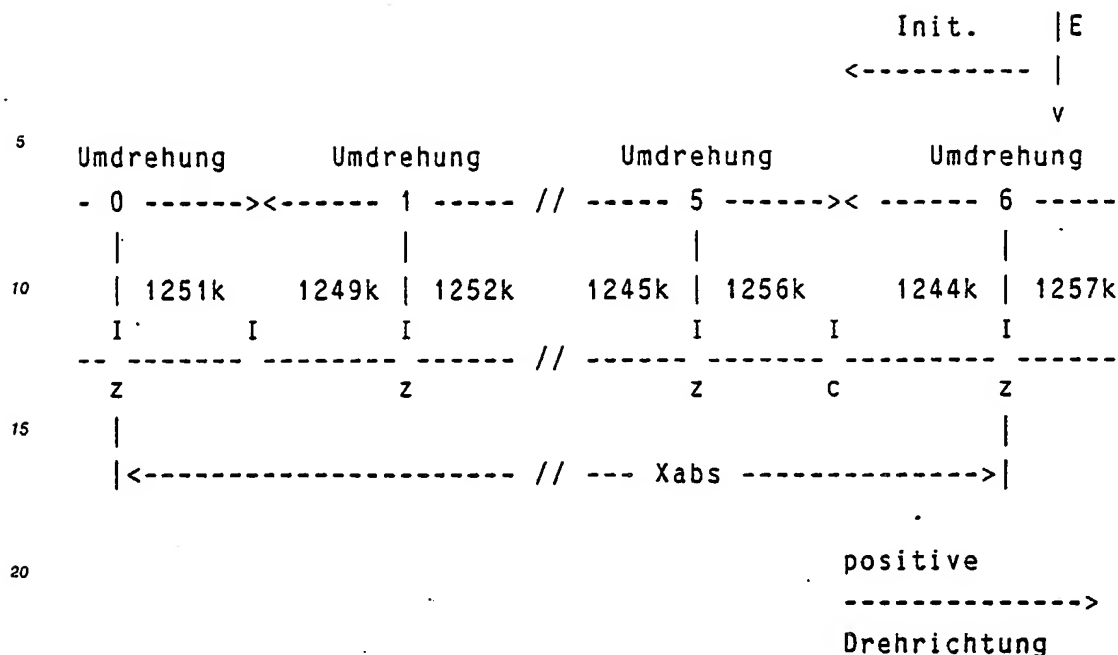 Init. |E
<---------- |
v
5
Umdrehung Umdrehung Umdrehung Umdrehung
- 0 ------><------ 1 ----- // ----- 5 ------>< ------ 6 -----
| | | |
10 | 1251k 1249k | 1252k 1245k | 1256k 1244k | 1257k
I I I I I I
-- ------- -------- ------ // ------ ------- -------- ------
z z z c z
15 | |
|<--------------------- // --- Xabs ------------->|
20 positive
-------------->
Drehrichtung